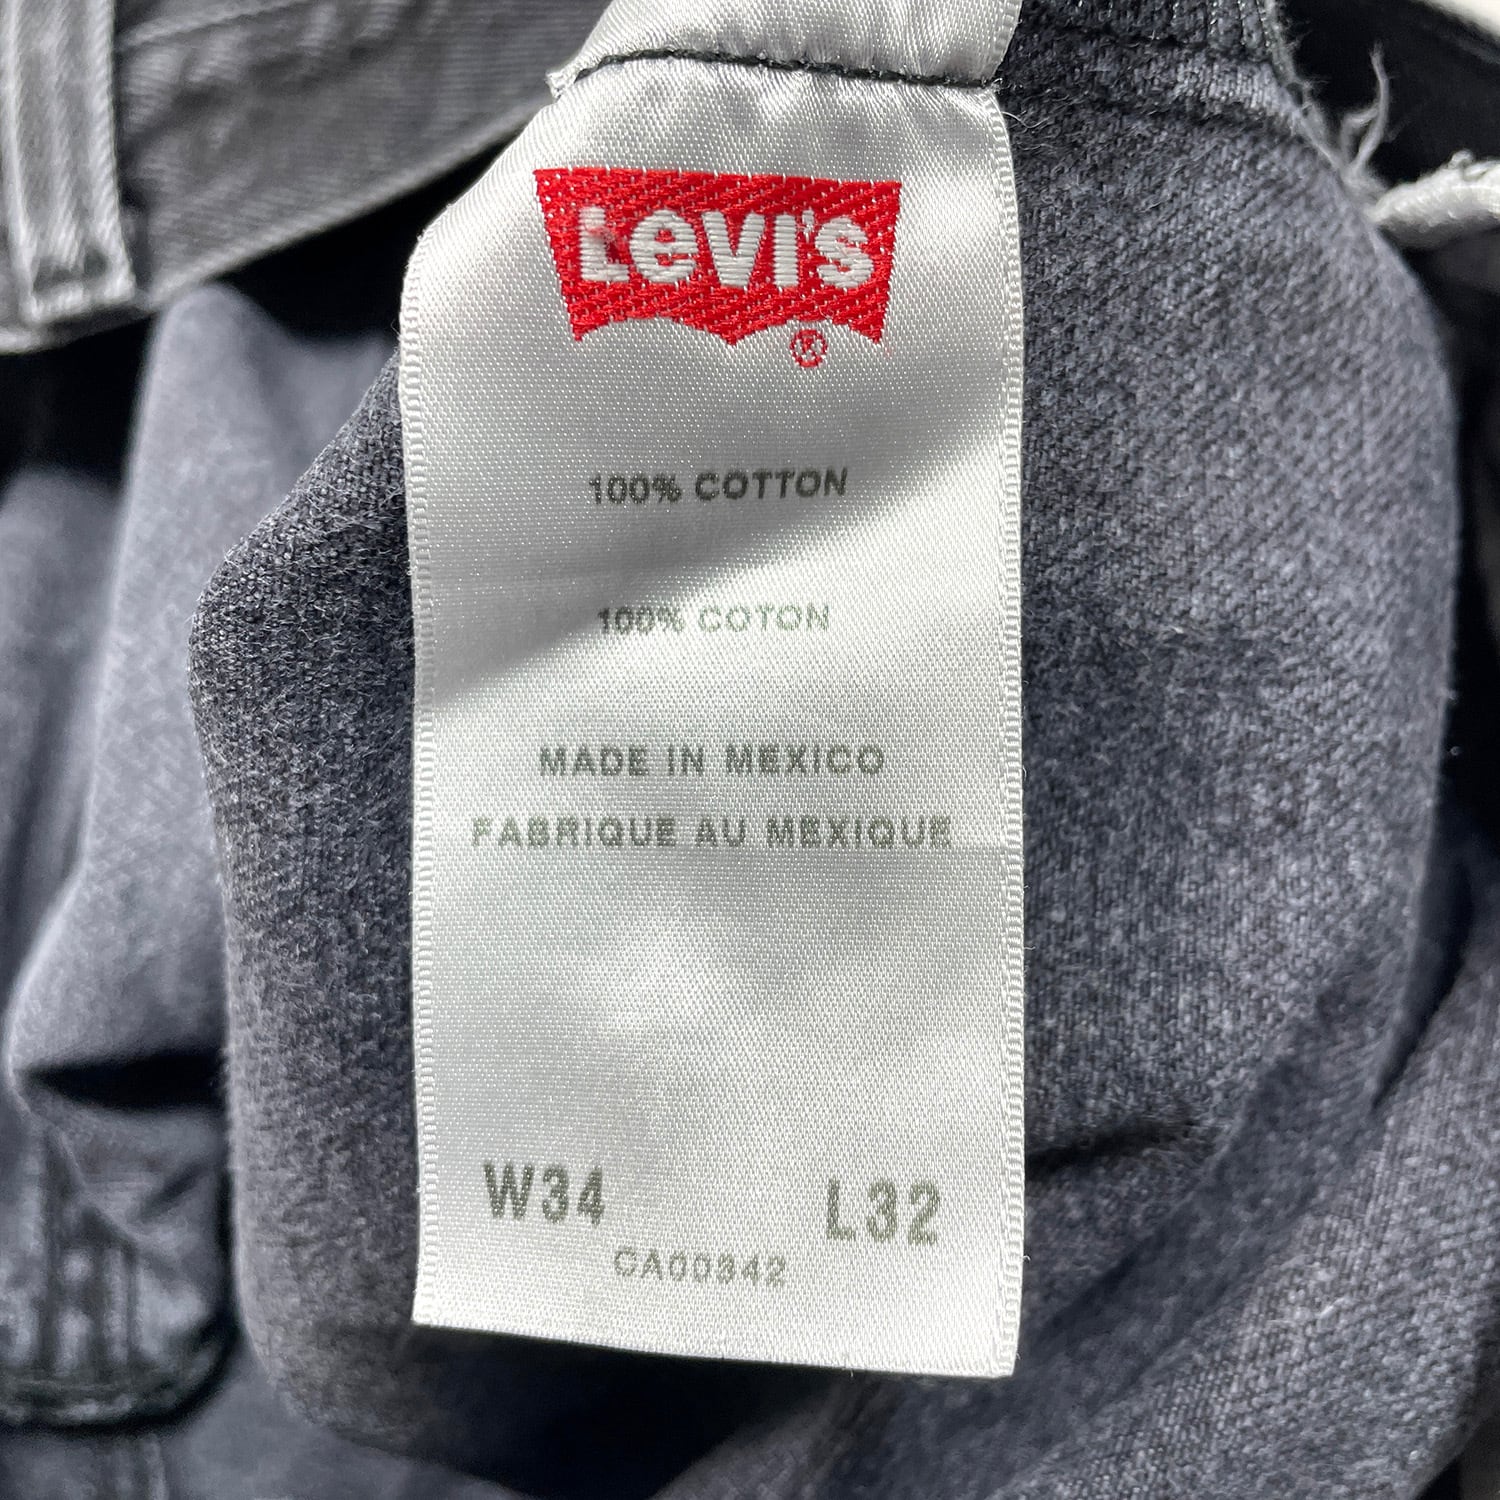 Levi's
®
100% COTTON
100% COTON
MADE IN MEXICO
FABRIQUE AU MEXIQUE
W34 L32
CA00342